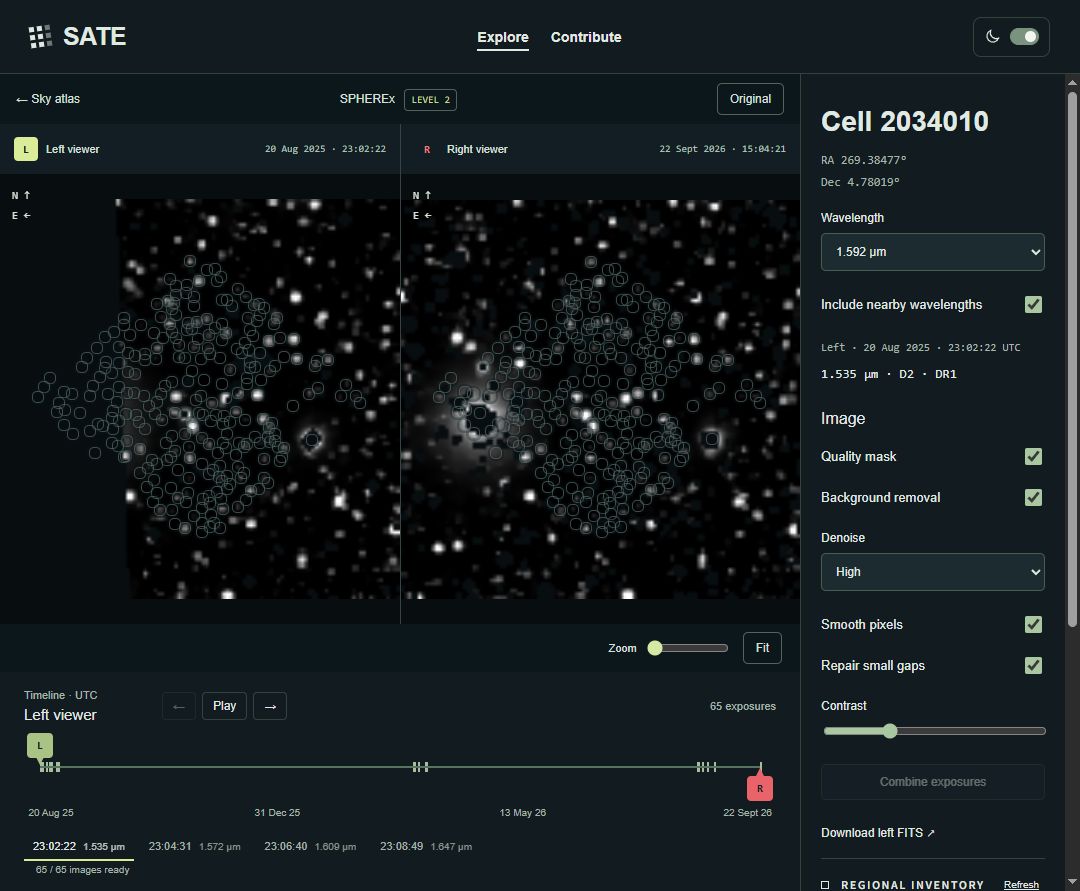 SATE
Explore
Contribute
← Sky atlas
SPHEREx LEVEL 2
Original
L Left viewer
20 Aug 2025 · 23:02:22
R Right viewer
22 Sept 2026 · 15:04:21
N ↑
E ←
N ↑
E ←
Zoom
Fit
Timeline · UTC
Left viewer
← Play →
65 exposures
L
R
20 Aug 25
31 Dec 25
13 May 26
22 Sept 26
23:02:22 1.535 μm
23:04:31 1.572 μm
23:06:40 1.609 μm
23:08:49 1.647 μm
65 / 65 images ready
Cell 2034010
RA 269.38477°
Dec 4.78019°
Wavelength
1.592 μm
Include nearby wavelengths
Left · 20 Aug 2025 · 23:02:22 UTC
1.535 μm · D2 · DR1
Image
Quality mask
Background removal
Denoise
High
Smooth pixels
Repair small gaps
Contrast
Combine exposures
Download left FITS ↗
REGIONAL INVENTORY
Refresh